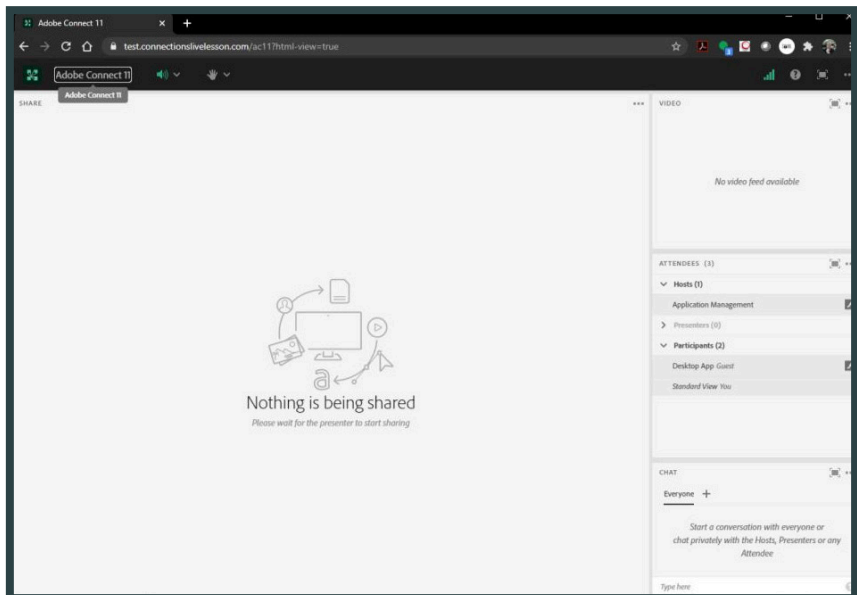 Adobe Connect 11
test.connectionslivelesson.com/ac11?html-view=true
Adobe Connect 11
Adobe Connect 11
SHARE
VIDEO
No video feed available
ATTENDEES (3)
Hosts (1)
Application Management
Presenters (0)
Participants (2)
Desktop App Guest
Standard View You
a
Nothing is being shared
Please wait for the presenter to start sharing
CHAT
Everyone
Start a conversation with everyone or
chat privately with the Hosts, Presenters or any
Attendee
Type here